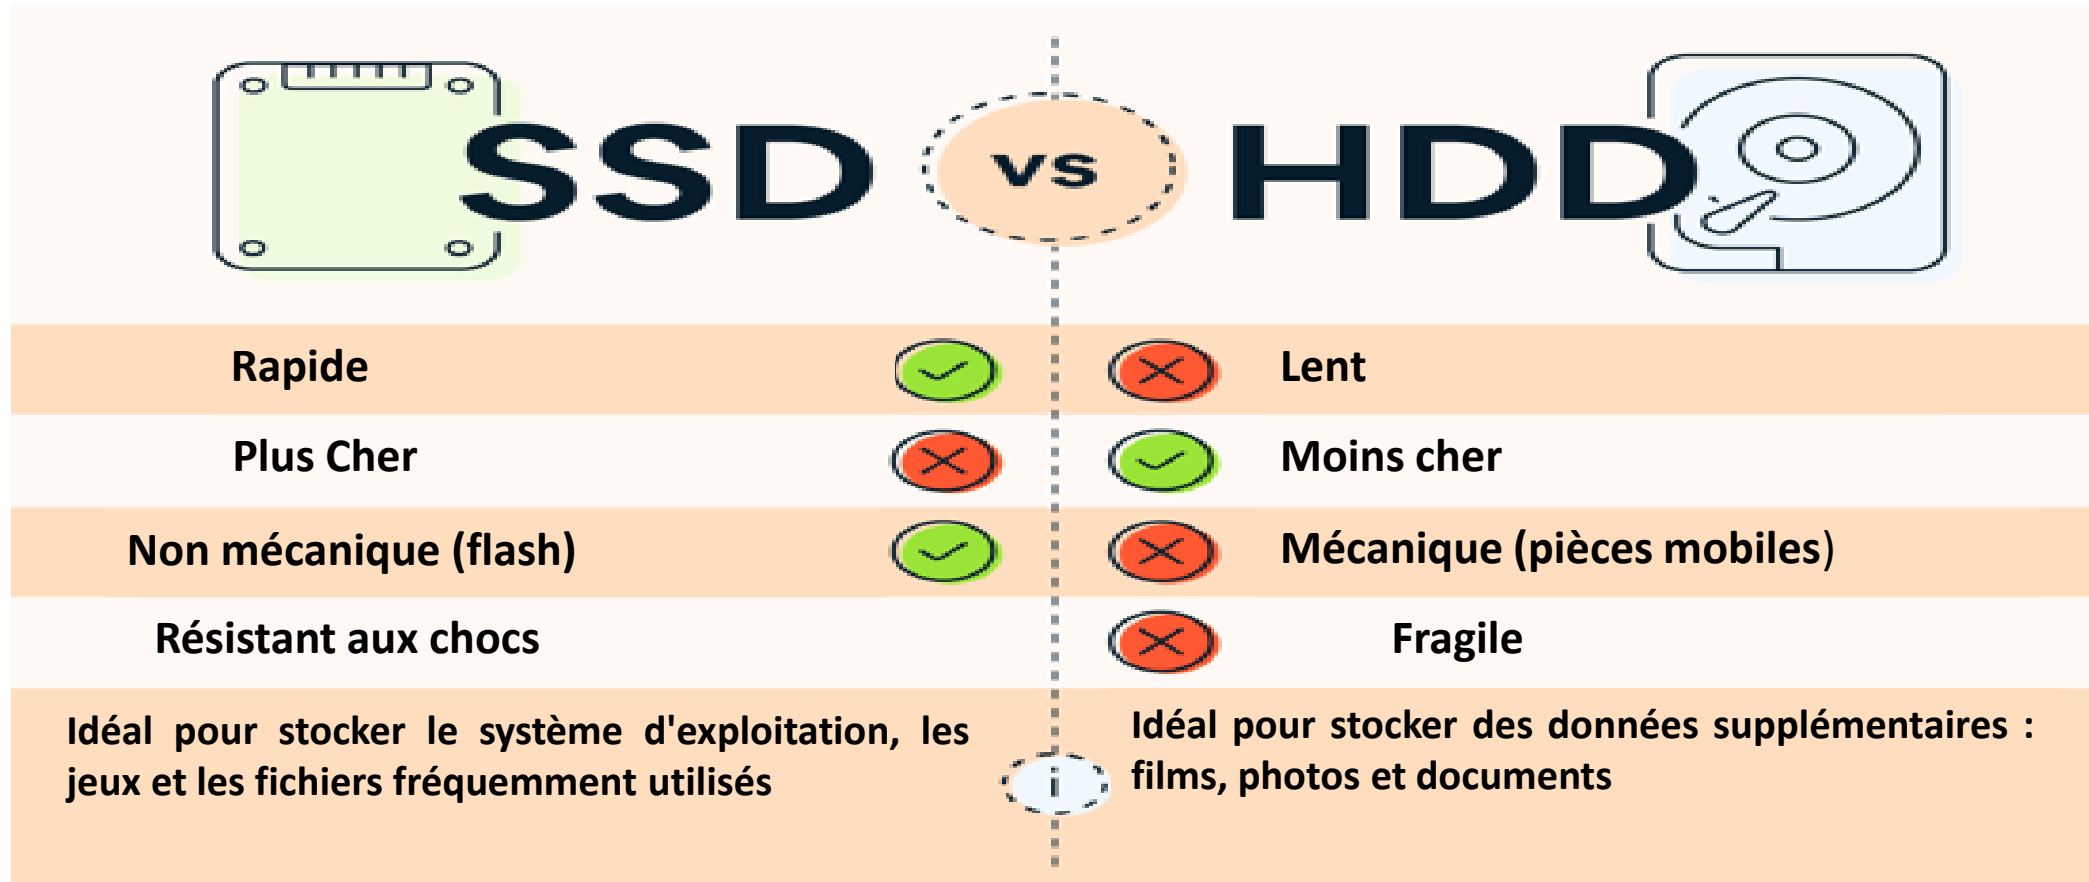 SSD vs HDD
Rapide
Lent
Plus Cher
Moins cher
Non mécanique (flash)
Mécanique (pièces mobiles)
Résistant aux chocs
Fragile
Idéal pour stocker le système d'exploitation, les
jeux et les fichiers fréquemment utilisés
i
Idéal pour stocker des données supplémentaires :
films, photos et documents